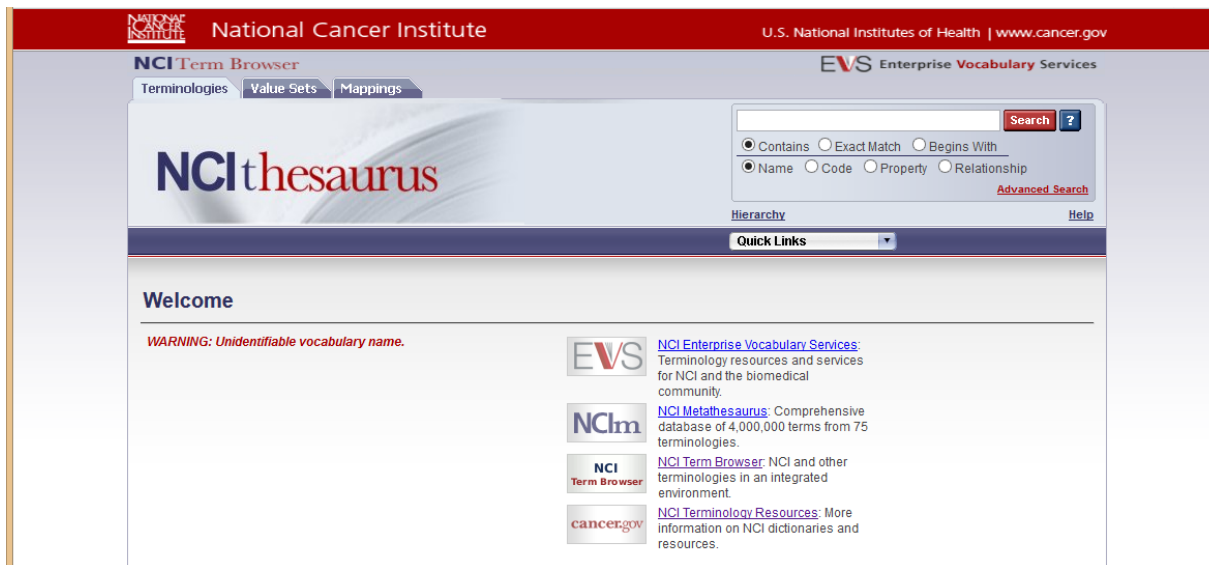 NATIONAL
CANCER
INSTITUTE
National Cancer Institute
U.S. National Institutes of Health | www.cancer.gov
NCI Term Browser
EVS Enterprise Vocabulary Services
Terminologies
Value Sets
Mappings
Search
?
Contains
Exact Match
Begins With
NCIthesaurus
Name
Code
Property
Relationship
Advanced Search
Hierarchy
Help
Quick Links
Welcome
WARNING: Unidentifiable vocabulary name.
EVS
NCI Enterprise Vocabulary Services:
Terminology resources and services
for NCI and the biomedical
community.
NCIm
NCI Metathesaurus: Comprehensive
database of 4,000,000 terms from 75
terminologies.
NCI
Term Browser
NCI Term Browser: NCI and other
terminologies in an integrated
environment.
cancer.gov
NCI Terminology Resources: More
information on NCI dictionaries and
resources.